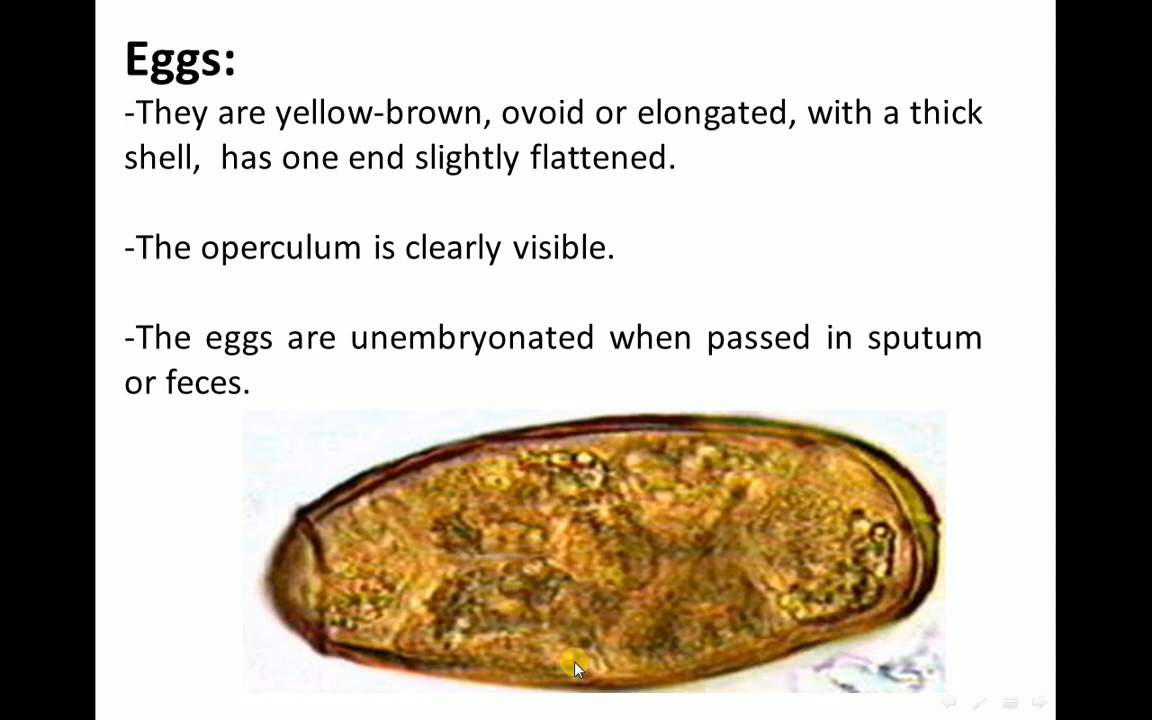 Eggs:
-They are yellow-brown, ovoid or elongated, with a thick
shell, has one end slightly flattened.
-The operculum is clearly visible.
-The eggs are unembryonated when passed in sputum
or feces.